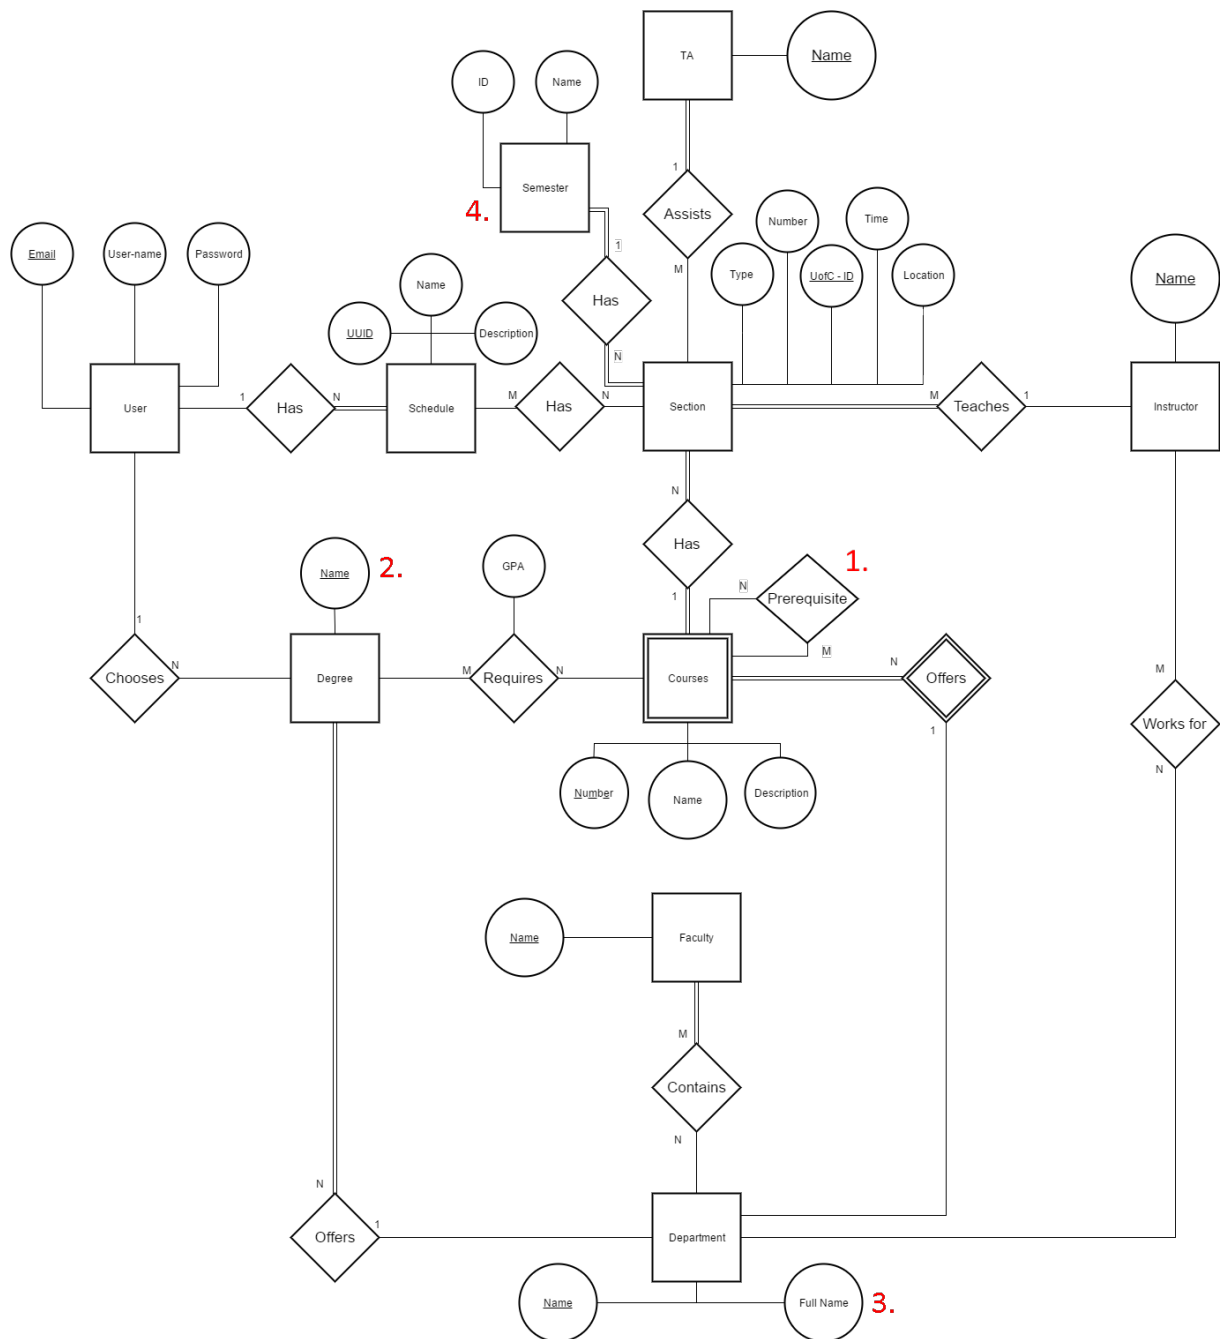 TA
Name
ID
Name
Semester
4.
1
Assists
M
Number
Time
Type
UofC - ID
Location
Name
1
Has
N
Email
User-name
Password
Name
UUID
Description
User
1
Has
N
Schedule
M
Has
N
Section
M
Teaches
1
Instructor
N
Has
1
1.
N
Prerequisite
M
Name
2.
GPA
1
Chooses
N
Degree
M
Requires
N
Courses
N
Offers
1
M
Works for
N
Number
Name
Description
Name
Faculty
M
Contains
N
N
Offers
1
Department
Name
Full Name
3.